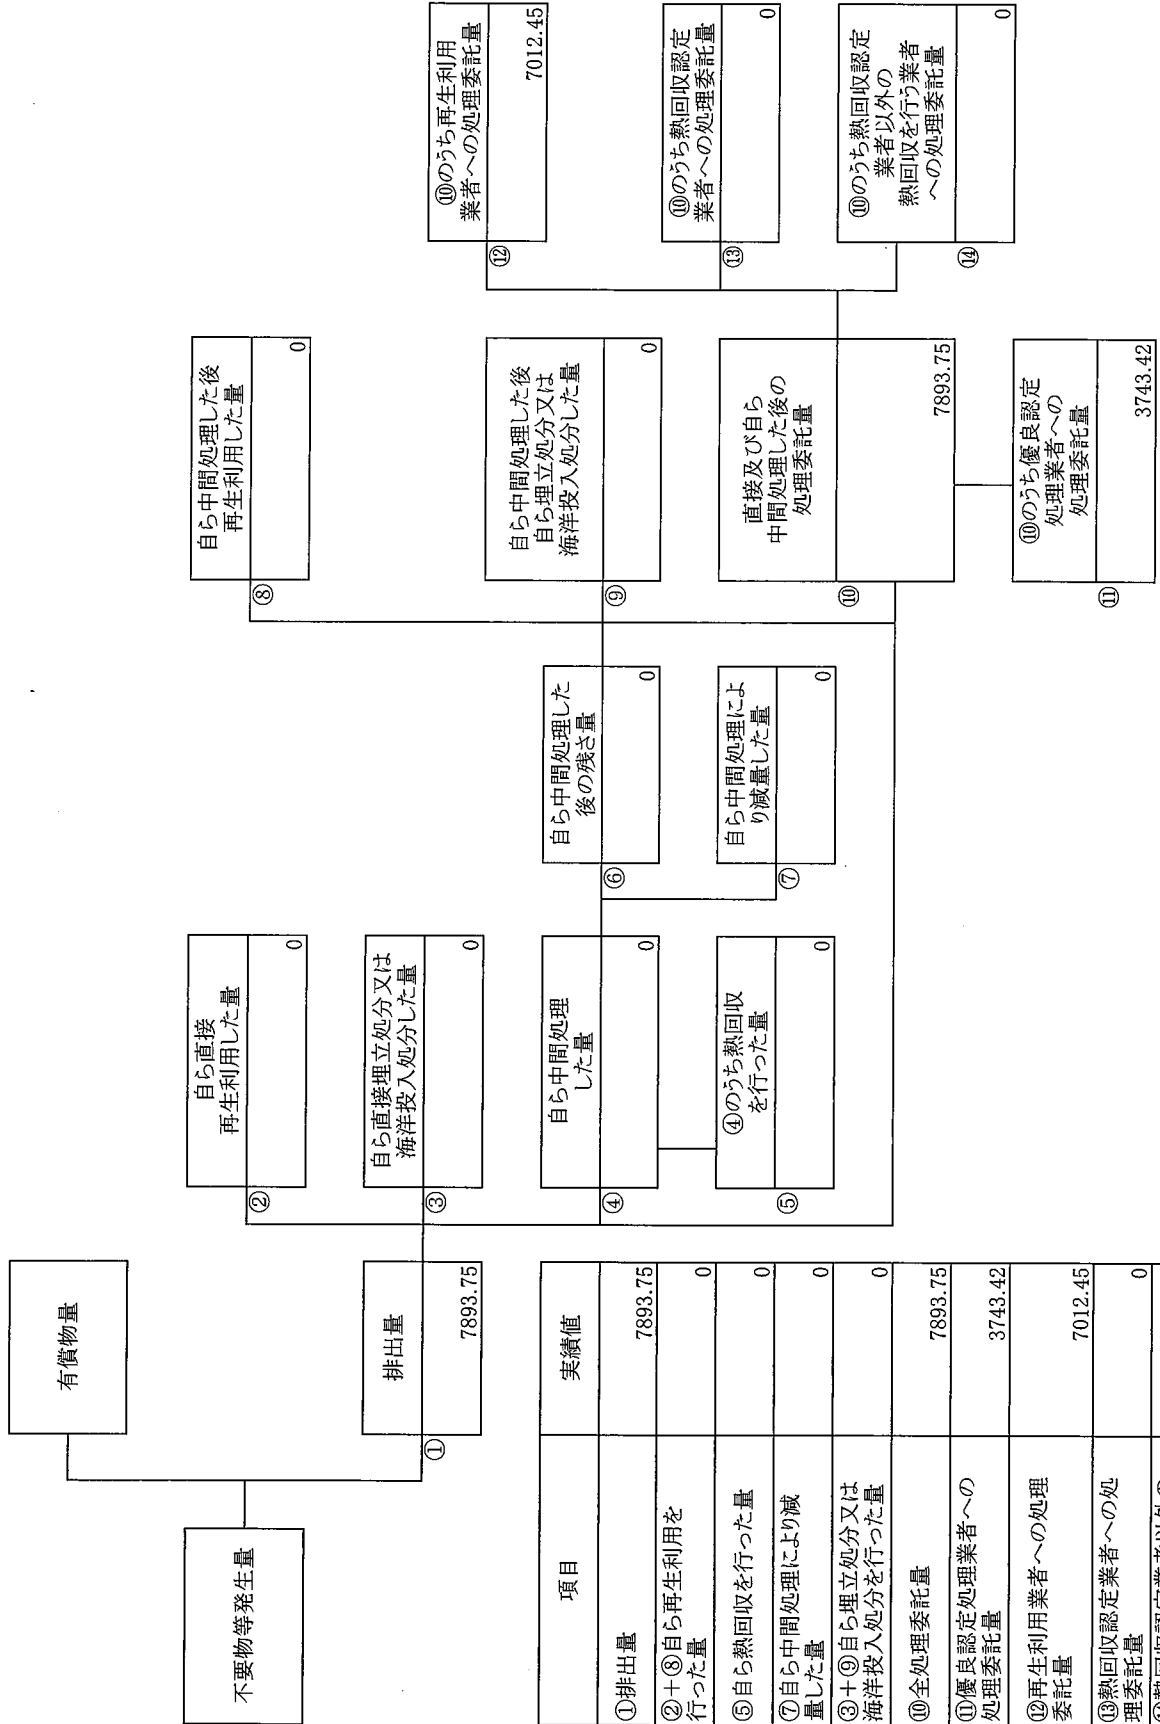 不要物等発生量
有償物量
①
排出量
7893.75
②
自ら直接
再生利用した量
0
③
自ら直接埋立処分又は
海洋投入処分した量
0
④
自ら中間処理
した量
0
⑤
④のうち熱回収
を行った量
0
⑥
自ら中間処理した
後の残さ量
0
⑦
自ら中間処理によ
り減量した量
0
⑧
自ら中間処理した後
再生利用した量
0
⑨
自ら中間処理した後
自ら埋立処分又は
海洋投入処分した量
0
⑩
直接及び自ら
中間処理した後の
処理委託量
7893.75
⑪
⑩のうち優良認定
処理業者への
処理委託量
3743.42
⑫
⑩のうち再生利用
業者への処理委託量
7012.45
⑬
⑩のうち熱回収認定
業者への処理委託量
0
⑭
⑩のうち熱回収認定
業者以外の
熱回収を行う業者
への処理委託量
0
項目
実績値
①排出量
7893.75
②+⑧自ら再生利用を
行った量
0
⑤自ら熱回収を行った量
0
⑦自ら中間処理により減
量した量
0
③+⑨自ら埋立処分又は
海洋投入処分を行った量
0
⑩全処理委託量
7893.75
⑪優良認定処理業者への
処理委託量
3743.42
⑫再生利用業者への処理
委託量
7012.45
⑬熱回収認定業者への処
理委託量
0